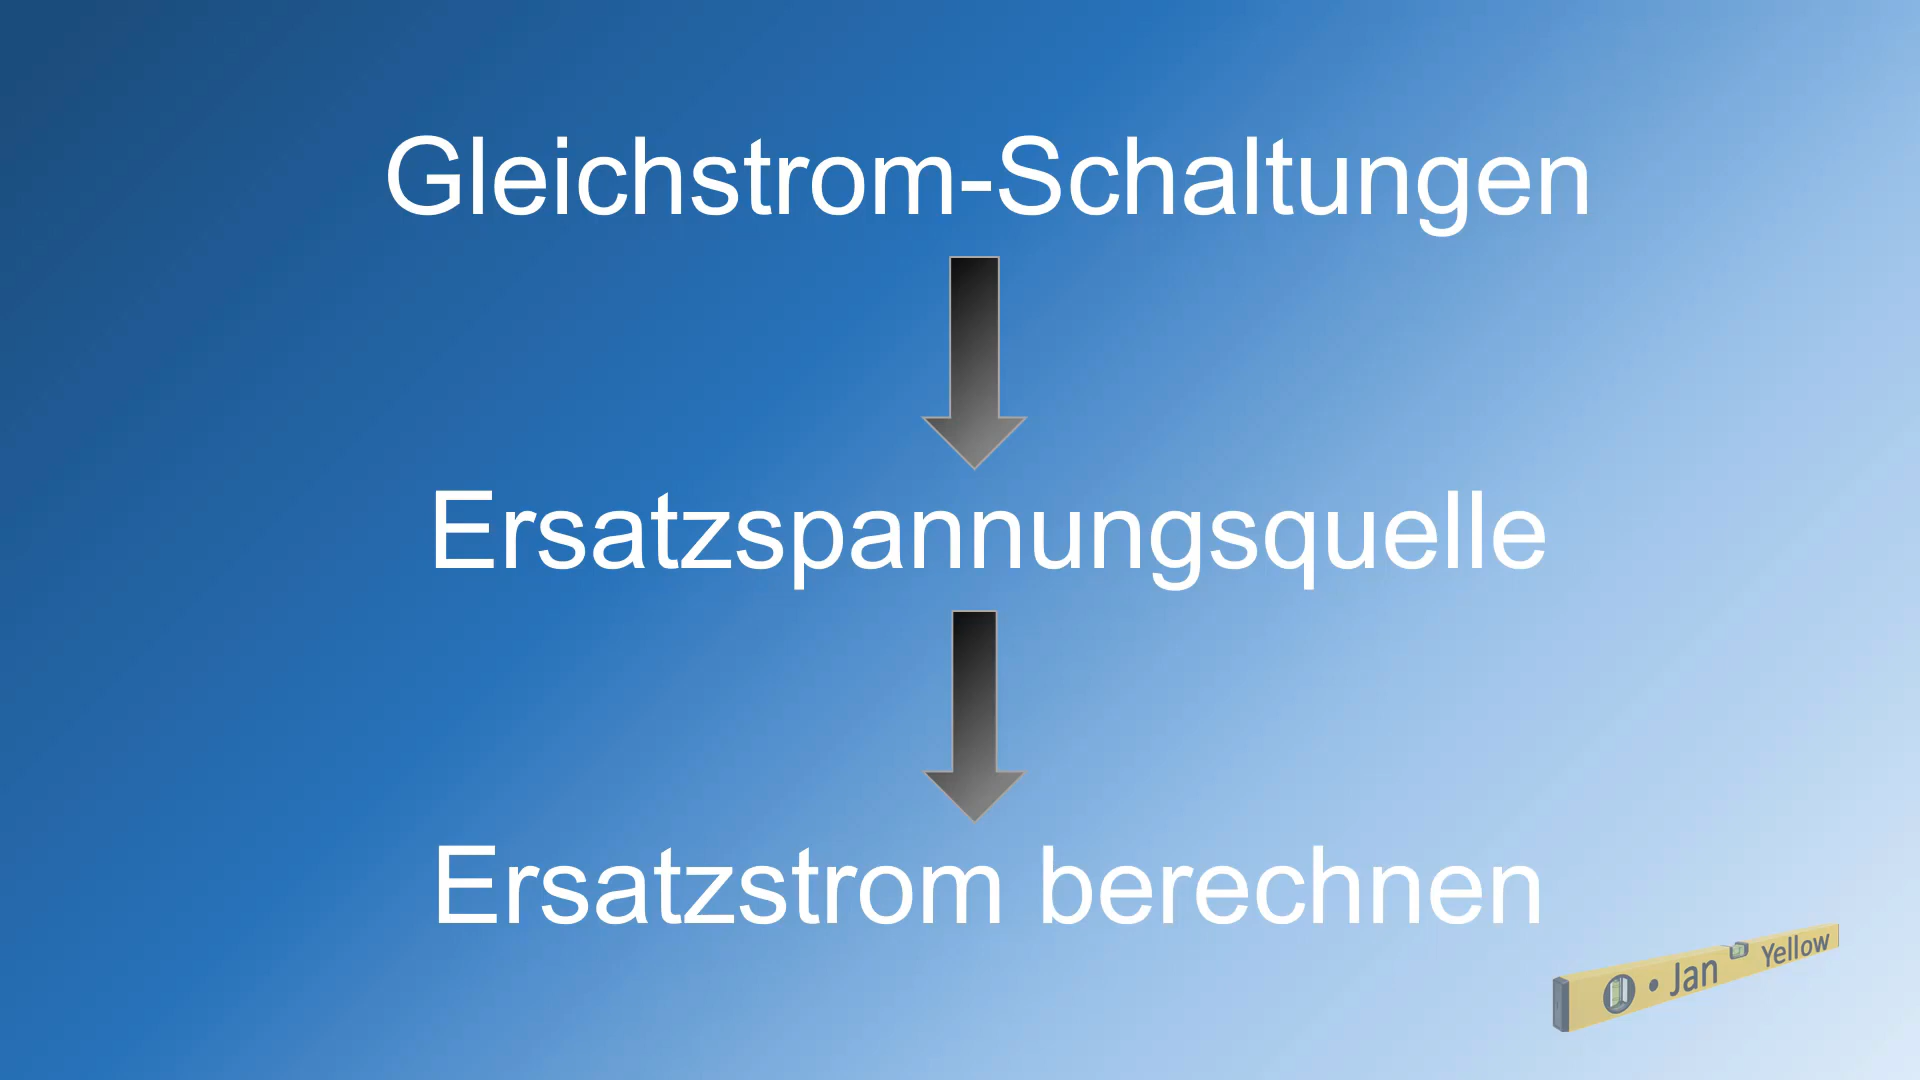 Gleichstrom-Schaltungen
Ersatzspannungsquelle
Ersatzstrom berechnen
• Jan Yellow